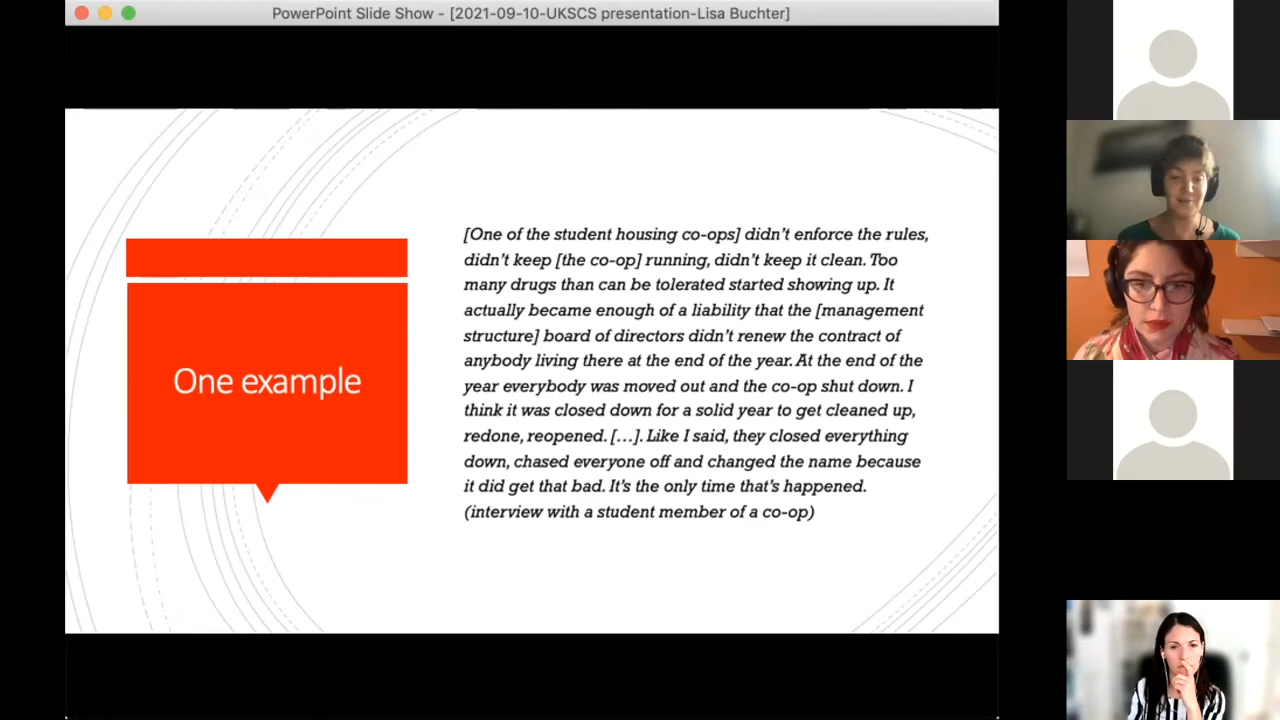 PowerPoint Slide Show - [2021-09-10-UKSCS presentation-Lisa Buchter]
One example
[One of the student housing co-ops] didn't enforce the rules,
didn't keep [the co-op] running, didn't keep it clean. Too
many drugs than can be tolerated started showing up. It
actually became enough of a liability that the [management
structure] board of directors didn't renew the contract of
anybody living there at the end of the year. At the end of the
year everybody was moved out and the co-op shut down. I
think it was closed down for a solid year to get cleaned up,
redone, reopened. […]. Like I said, they closed everything
down, chased everyone off and changed the name because
it did get that bad. It's the only time that's happened.
(interview with a student member of a co-op)